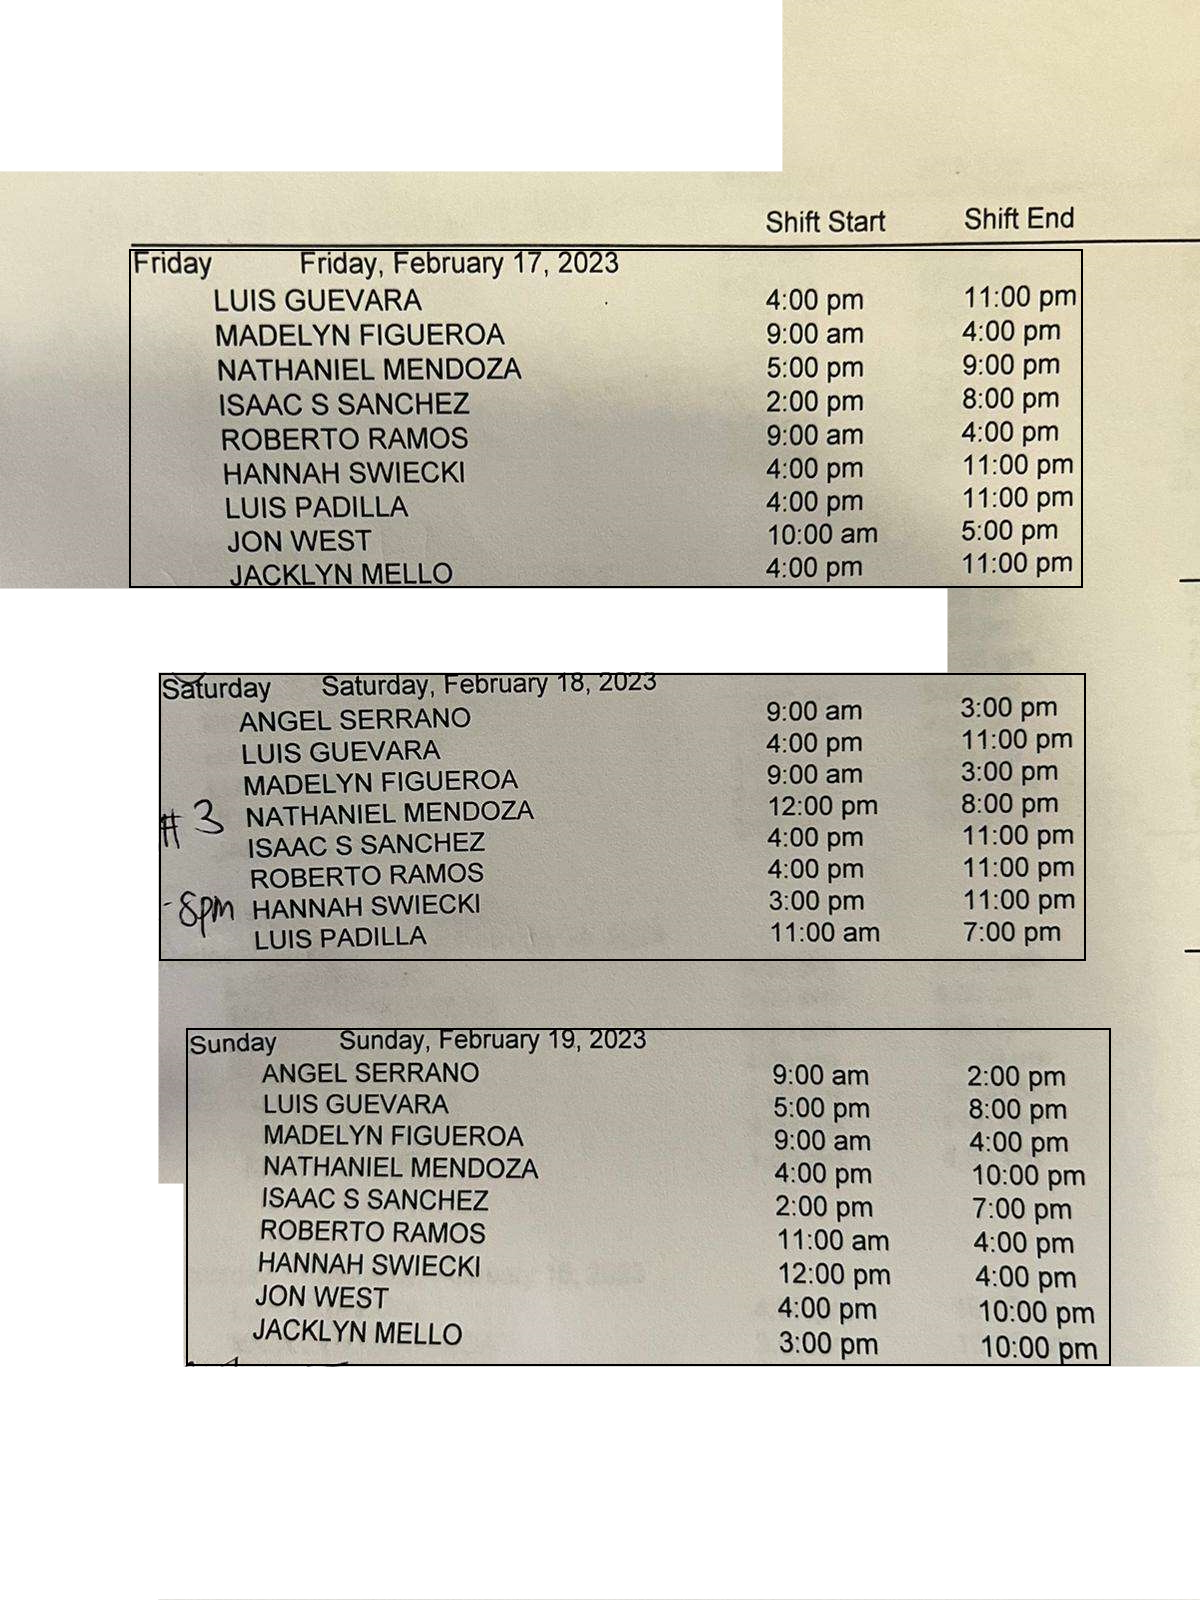 Shift Start Shift End
Friday Friday, February 17, 2023
LUIS GUEVARA 4:00 pm 11:00 pm
MADELYN FIGUEROA 9:00 am 4:00 pm
NATHANIEL MENDOZA 5:00 pm 9:00 pm
ISAAC S SANCHEZ 2:00 pm 8:00 pm
ROBERTO RAMOS 9:00 am 4:00 pm
HANNAH SWIECKI 4:00 pm 11:00 pm
LUIS PADILLA 4:00 pm 11:00 pm
JON WEST 10:00 am 5:00 pm
JACKLYN MELLO 4:00 pm 11:00 pm
Saturday Saturday, February 18, 2023
ANGEL SERRANO 9:00 am 3:00 pm
LUIS GUEVARA 4:00 pm 11:00 pm
MADELYN FIGUEROA 9:00 am 3:00 pm
#3 NATHANIEL MENDOZA 12:00 pm 8:00 pm
ISAAC S SANCHEZ 4:00 pm 11:00 pm
ROBERTO RAMOS 4:00 pm 11:00 pm
-8pm HANNAH SWIECKI 3:00 pm 11:00 pm
LUIS PADILLA 11:00 am 7:00 pm
Sunday Sunday, February 19, 2023
ANGEL SERRANO 9:00 am 2:00 pm
LUIS GUEVARA 5:00 pm 8:00 pm
MADELYN FIGUEROA 9:00 am 4:00 pm
NATHANIEL MENDOZA 4:00 pm 10:00 pm
ISAAC S SANCHEZ 2:00 pm 7:00 pm
ROBERTO RAMOS 11:00 am 4:00 pm
HANNAH SWIECKI 12:00 pm 4:00 pm
JON WEST 4:00 pm 10:00 pm
JACKLYN MELLO 3:00 pm 10:00 pm